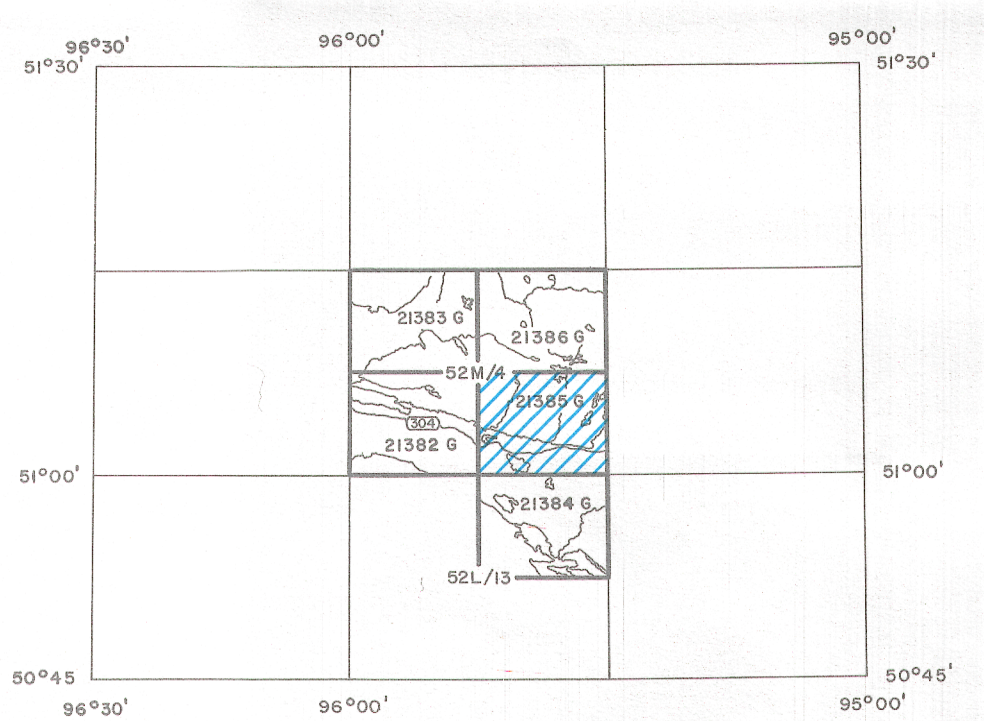 96°30' 96°00' 95°00'
51°30' 51°30'
21383 G
21386 G
52M/4
21385 G
304
21382 G
51°00' 51°00'
21384 G
52L/13
50°45' 50°45'
96°30' 96°00' 95°00'